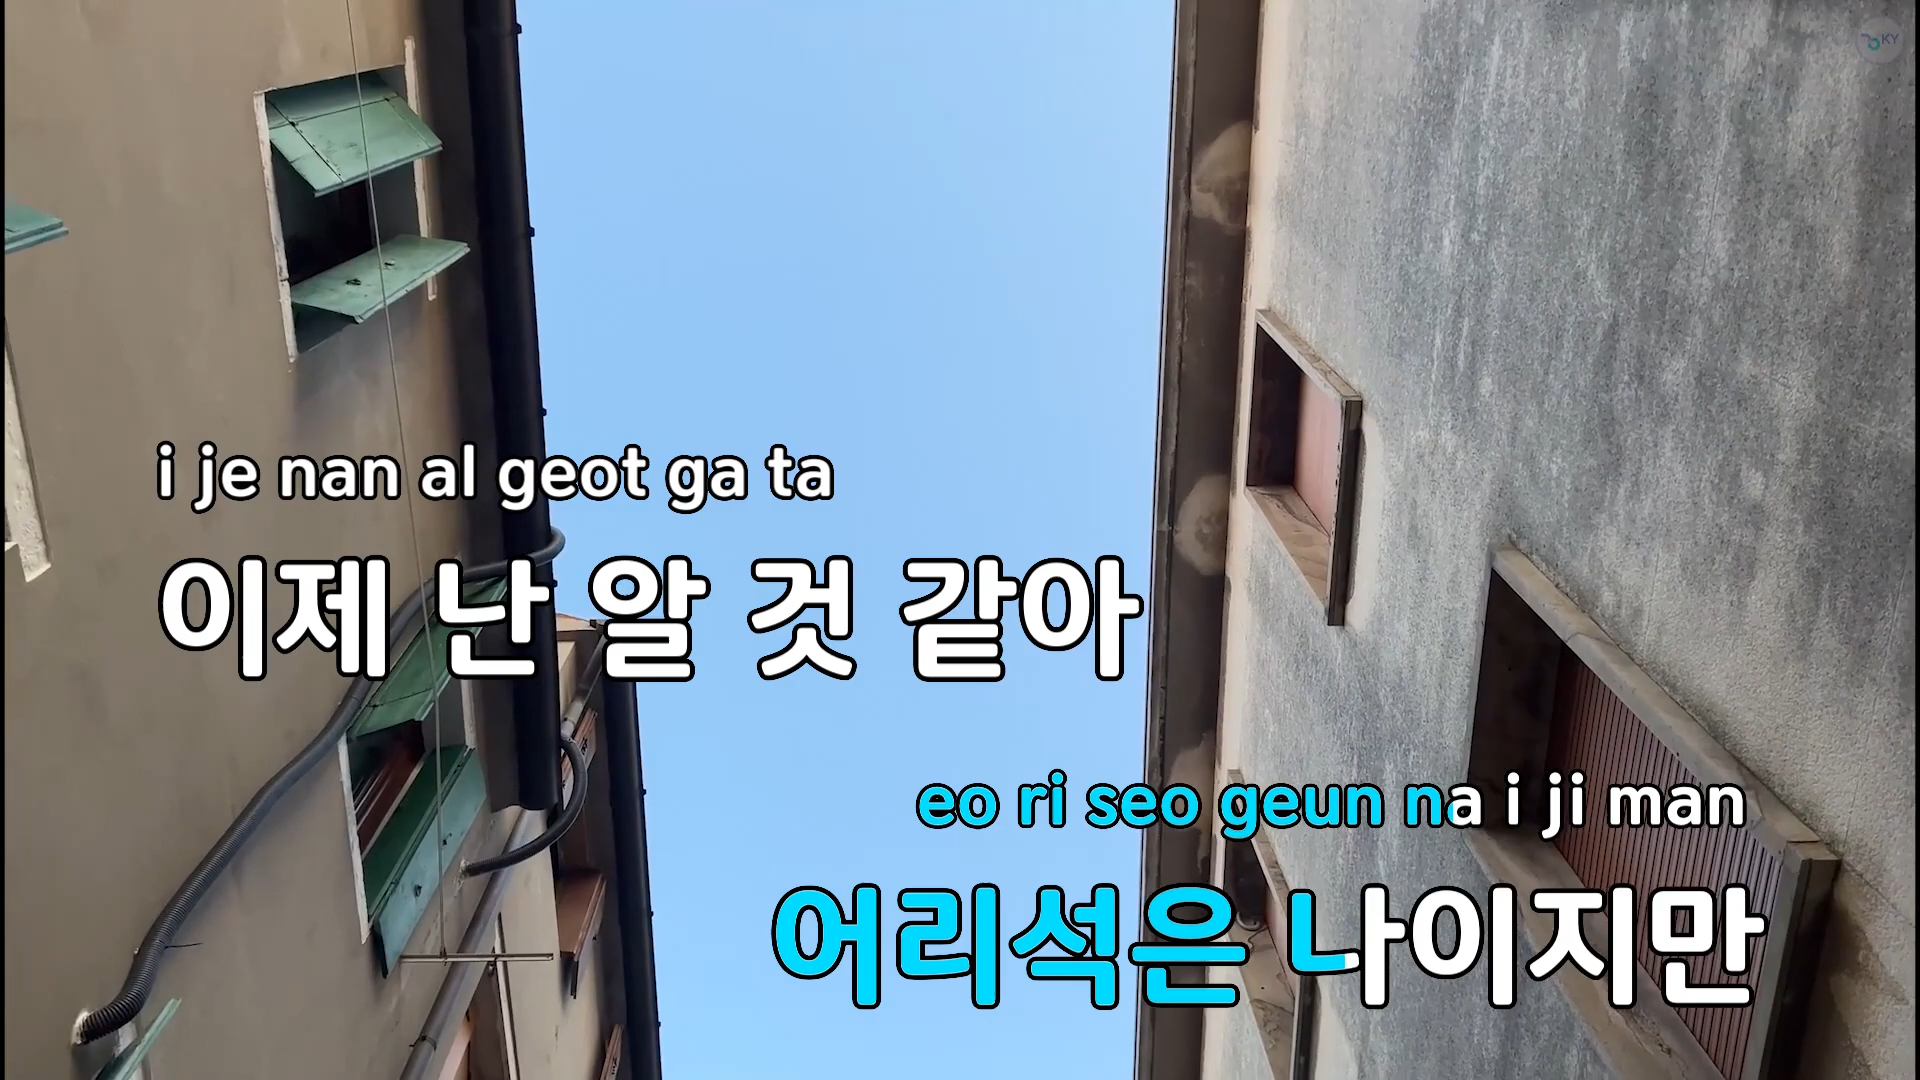 KY
i je nan al geot ga ta
이제 난 알 것 같아
eo ri seo geun na i ji man
어리석은 나이지만